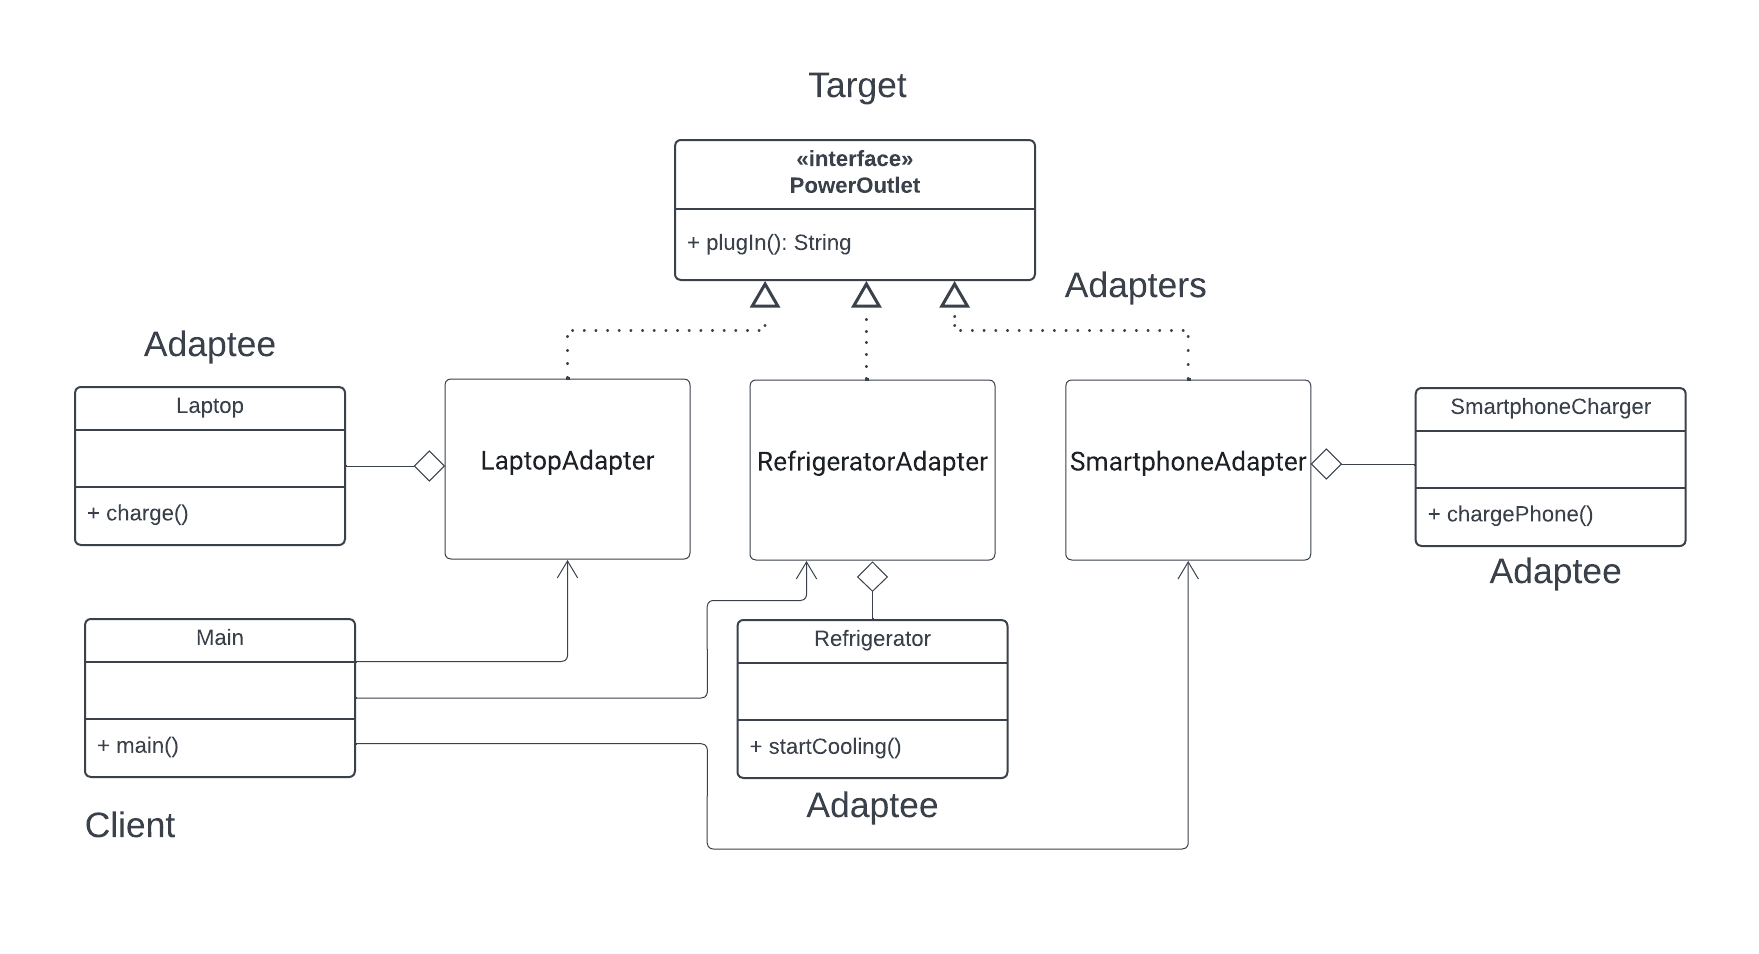 Target
«interface»
PowerOutlet
+ plugIn(): String
Adapters
Adaptee
Laptop
+ charge()
LaptopAdapter
RefrigeratorAdapter
SmartphoneAdapter
SmartphoneCharger
+ chargePhone()
Adaptee
Main
+ main()
Client
Refrigerator
+ startCooling()
Adaptee